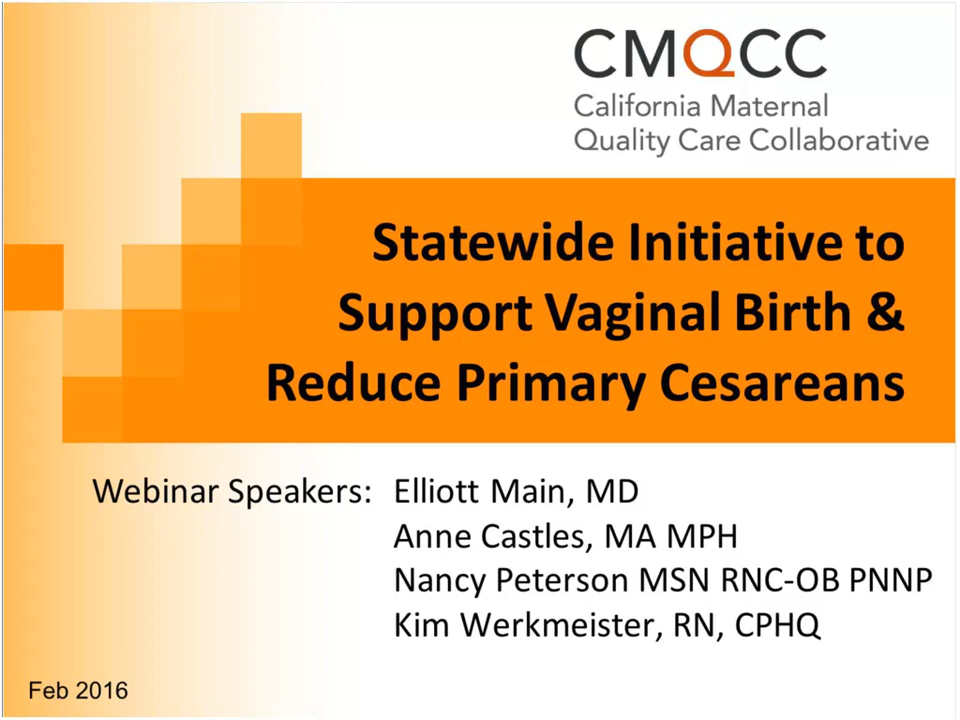 CMQCC
California Maternal
Quality Care Collaborative
Statewide Initiative to
Support Vaginal Birth &
Reduce Primary Cesareans
Webinar Speakers: Elliott Main, MD
Anne Castles, MA MPH
Nancy Peterson MSN RNC-OB PNNP
Kim Werkmeister, RN, CPHQ
Feb 2016